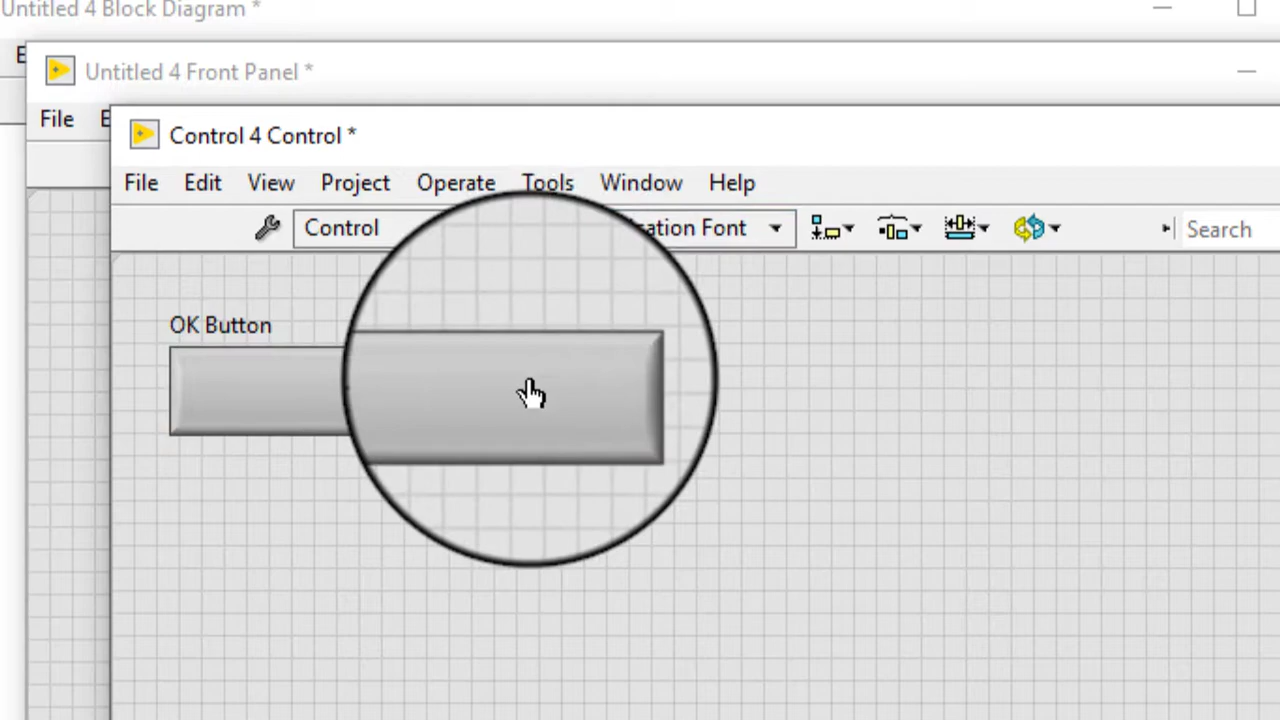 Untitled 4 Block Diagram *
Untitled 4 Front Panel *
File
Control 4 Control *
File Edit View Project Operate Tools Window Help
Control Font Search
OK Button